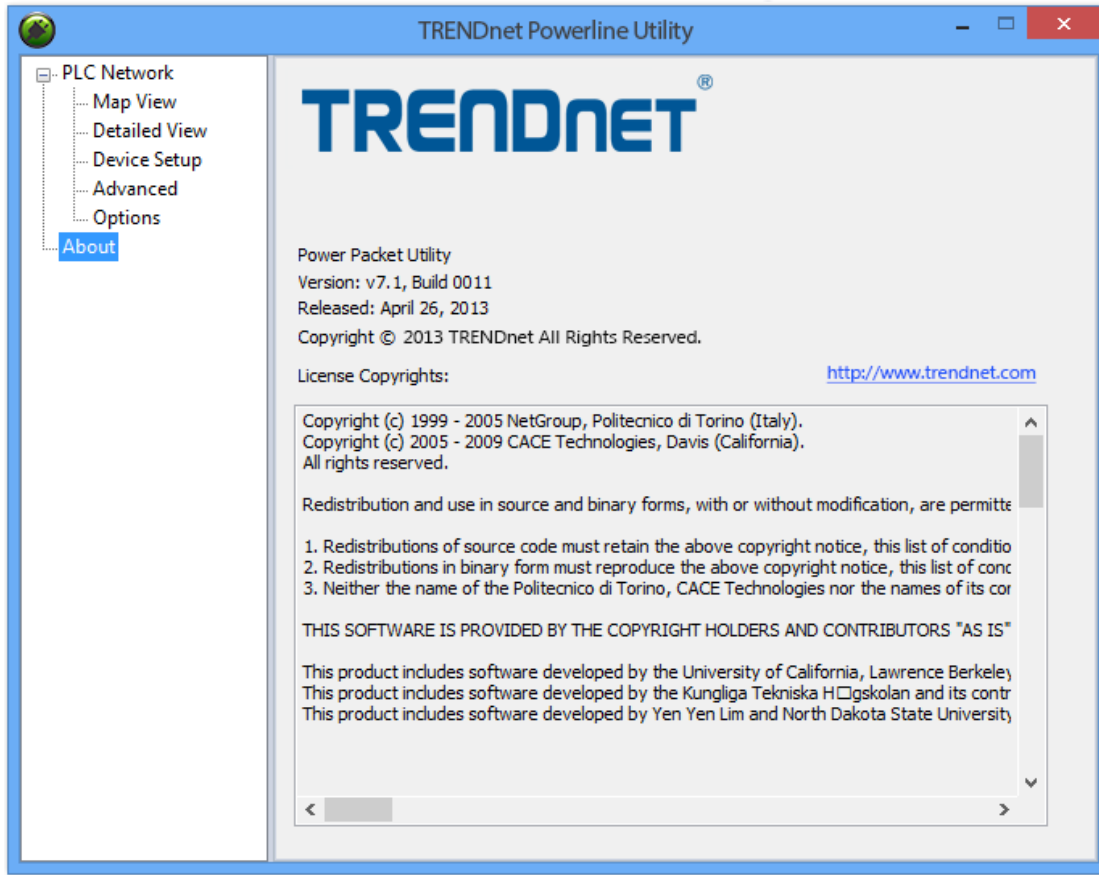 TRENDnet Powerline Utility
PLC Network
Map View
Detailed View
Device Setup
Advanced
Options
About
TRENDNET®
Power Packet Utility
Version: v7.1, Build 0011
Released: April 26, 2013
Copyright © 2013 TRENDnet All Rights Reserved.
License Copyrights:
http://www.trendnet.com
Copyright (c) 1999 - 2005 NetGroup, Politecnico di Torino (Italy).
Copyright (c) 2005 - 2009 CACE Technologies, Davis (California).
All rights reserved.
Redistribution and use in source and binary forms, with or without modification, are permitte
1. Redistributions of source code must retain the above copyright notice, this list of conditio
2. Redistributions in binary form must reproduce the above copyright notice, this list of conc
3. Neither the name of the Politecnico di Torino, CACE Technologies nor the names of its cor
THIS SOFTWARE IS PROVIDED BY THE COPYRIGHT HOLDERS AND CONTRIBUTORS "AS IS"
This product includes software developed by the University of California, Lawrence Berkeley
This product includes software developed by the Kungliga Tekniska H□gskolan and its contr
This product includes software developed by Yen Yen Lim and North Dakota State University